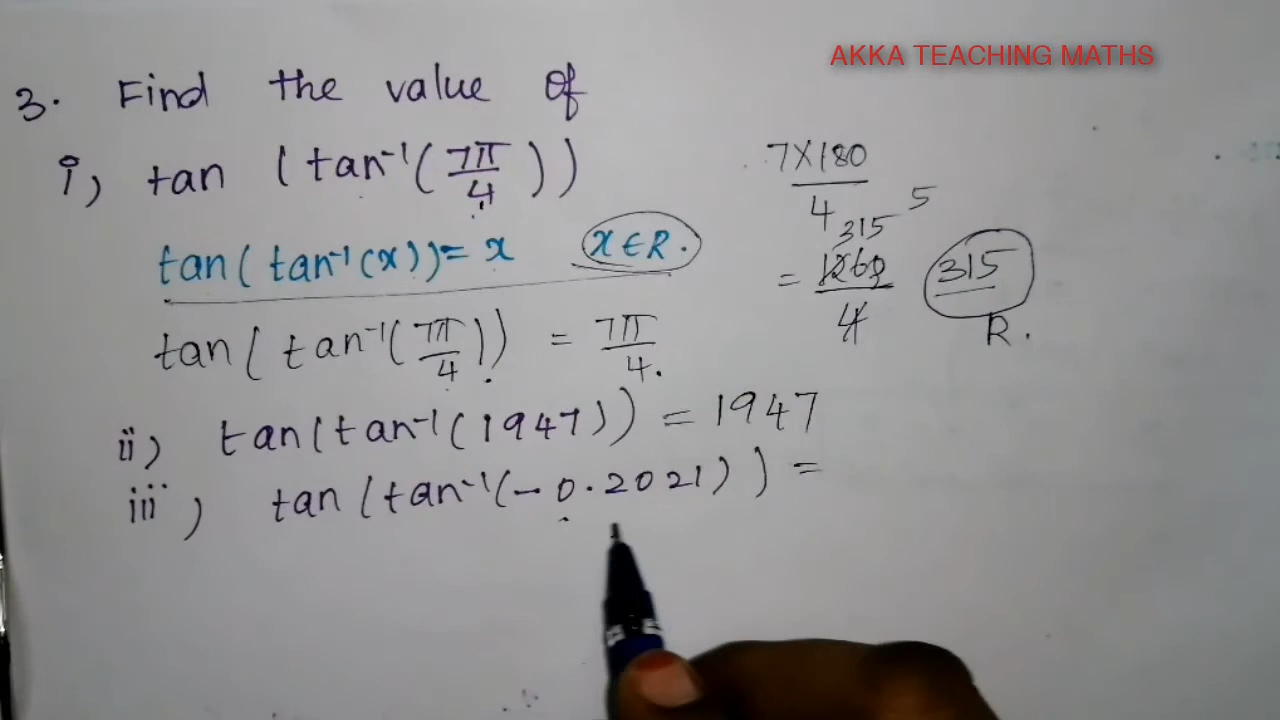 AKKA TEACHING MATHS
3. Find the value of
i, tan (tan⁻¹(7π/4))
tan(tan⁻¹(x))= x x∈R.
tan(tan⁻¹(7π/4)) = 7π/4.
ii) tan(tan⁻¹(1947)) = 1947
iii) tan(tan⁻¹(-0.2021)) =
7×180
4
315 5
= 1260 315
4 R.